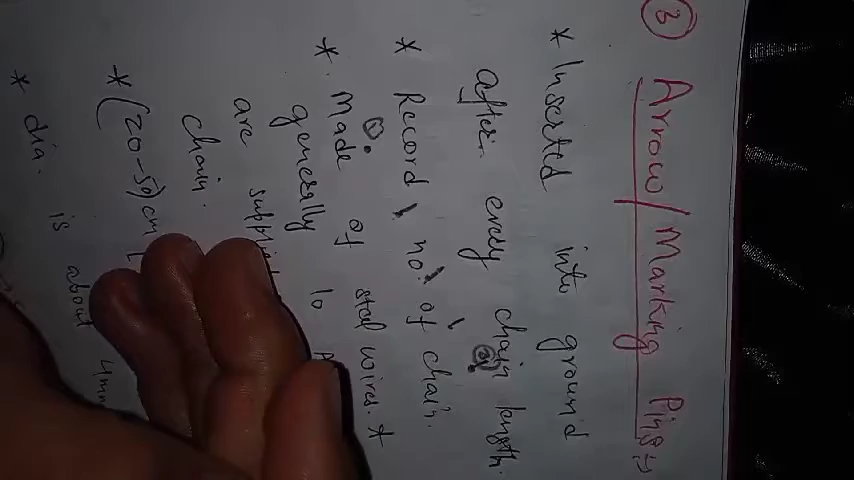 ③ Arrow/Marking Pins:→
* Inserted into ground
after every chain length.
* Record no. of chain.
* Made of steel wires. *
generally 10
are supplied
chain.
* (20-50) cm
* dia. is about 4mm